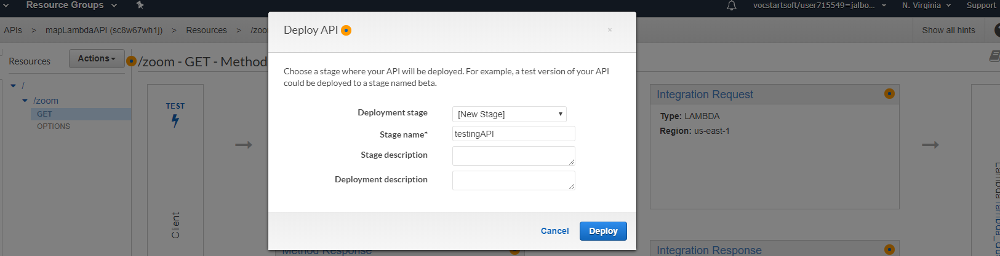 Resource Groups
vocstartsoft/user715549=jalbo...
N. Virginia
Support
APIs > mapLambdaAPI (sc8w67wh1j) > Resources > /zoo
Show all hints
Resources
Actions
/zoom - GET - Method
/
/zoom
GET
OPTIONS
TEST
Client
Deploy API
×
Choose a stage where your API will be deployed. For example, a test version of your API
could be deployed to a stage named beta.
Deployment stage
[New Stage]
Stage name*
testingAPI
Stage description
Deployment description
Cancel
Deploy
Integration Request
Type: LAMBDA
Region: us-east-1
Method Response
Integration Response